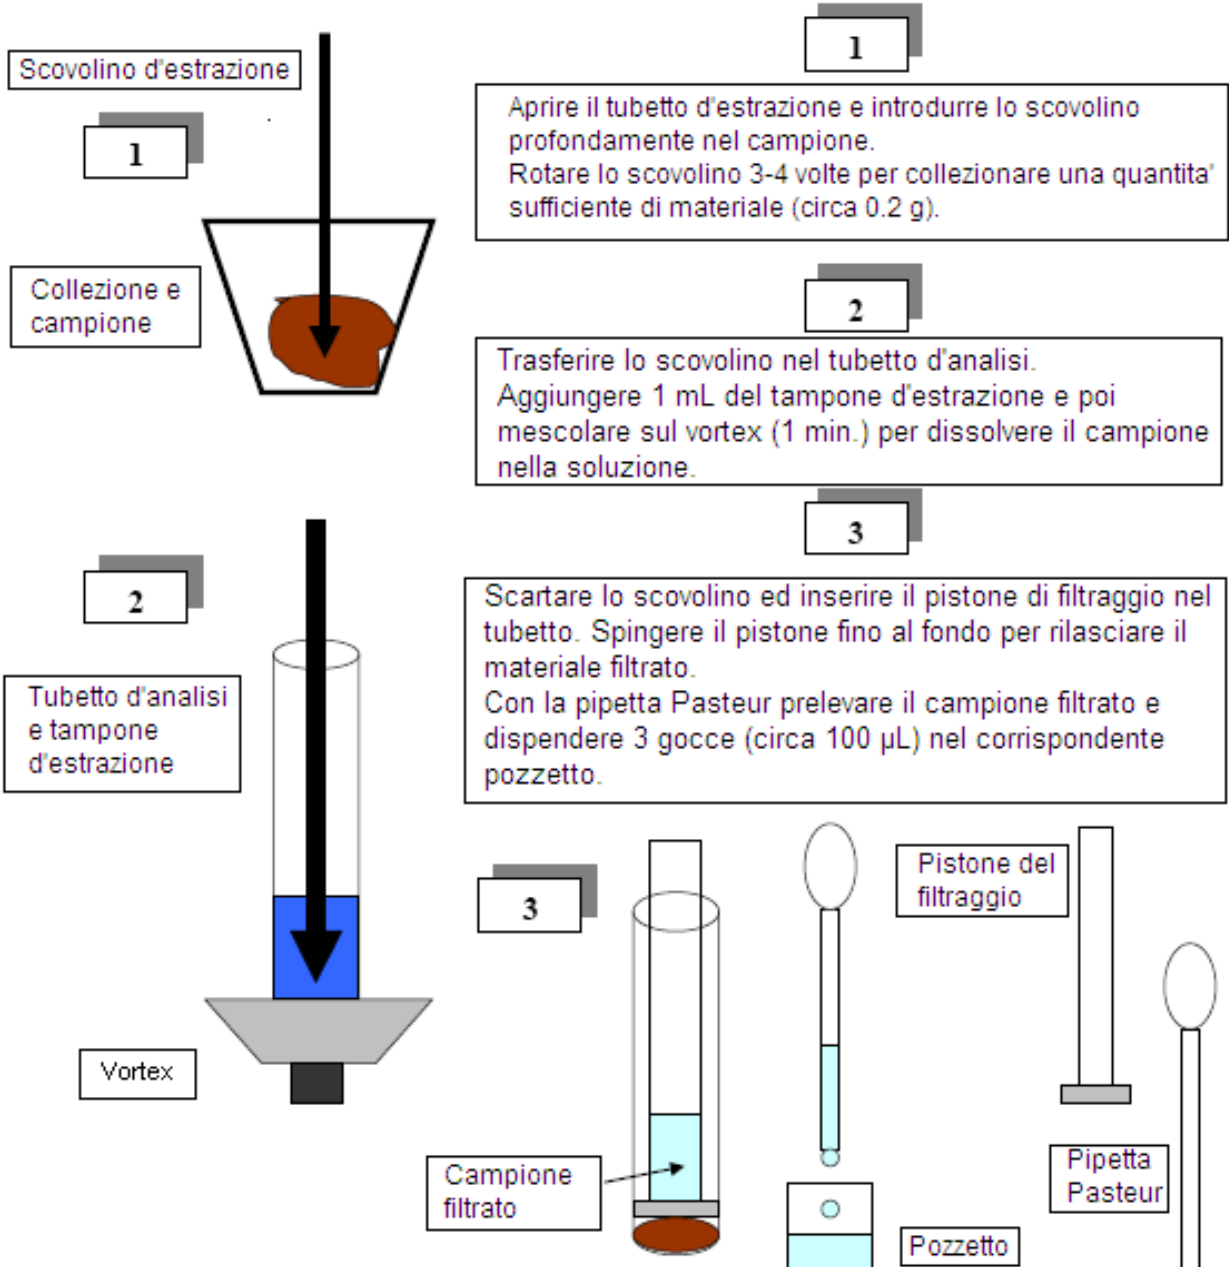 Scovolino d'estrazione
1
Collezione e
campione
1
Aprire il tubetto d'estrazione e introdurre lo scovolino
profondamente nel campione.
Rotare lo scovolino 3-4 volte per collezionare una quantita'
sufficiente di materiale (circa 0.2 g).
2
Trasferire lo scovolino nel tubetto d'analisi.
Aggiungere 1 mL del tampone d'estrazione e poi
mescolare sul vortex (1 min.) per dissolvere il campione
nella soluzione.
3
Scartare lo scovolino ed inserire il pistone di filtraggio nel
tubetto. Spingere il pistone fino al fondo per rilasciare il
materiale filtrato.
Con la pipetta Pasteur prelevare il campione filtrato e
dispendere 3 gocce (circa 100 µL) nel corrispondente
pozzetto.
2
Tubetto d'analisi
e tampone
d'estrazione
Vortex
3
Campione
filtrato
Pistone del
filtraggio
Pipetta
Pasteur
Pozzetto